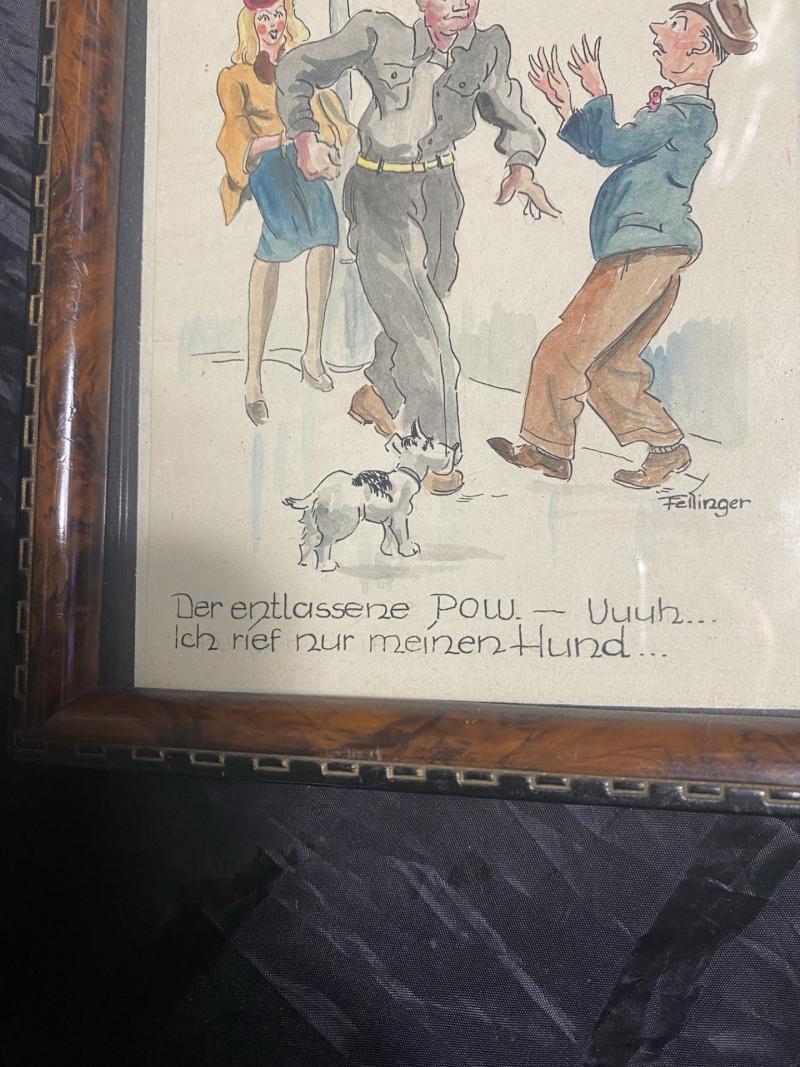 Fellinger
Der entlassene POW. — Uuuh...
Ich rief nur meinen Hund...